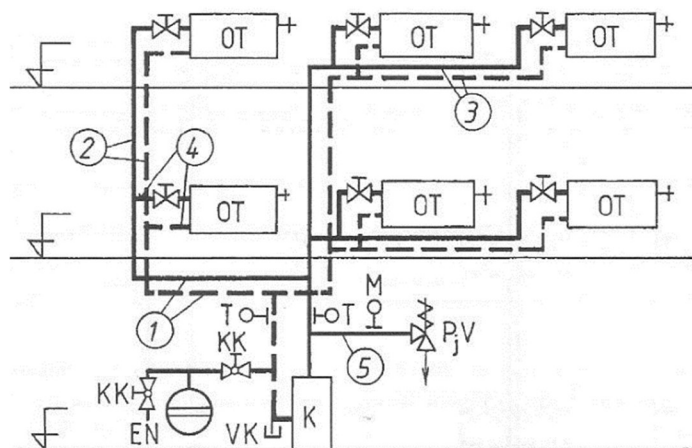 OT OT OT
3
2 4
OT OT OT
M
1 T T
KK 5 PjV
KK
EN VK K